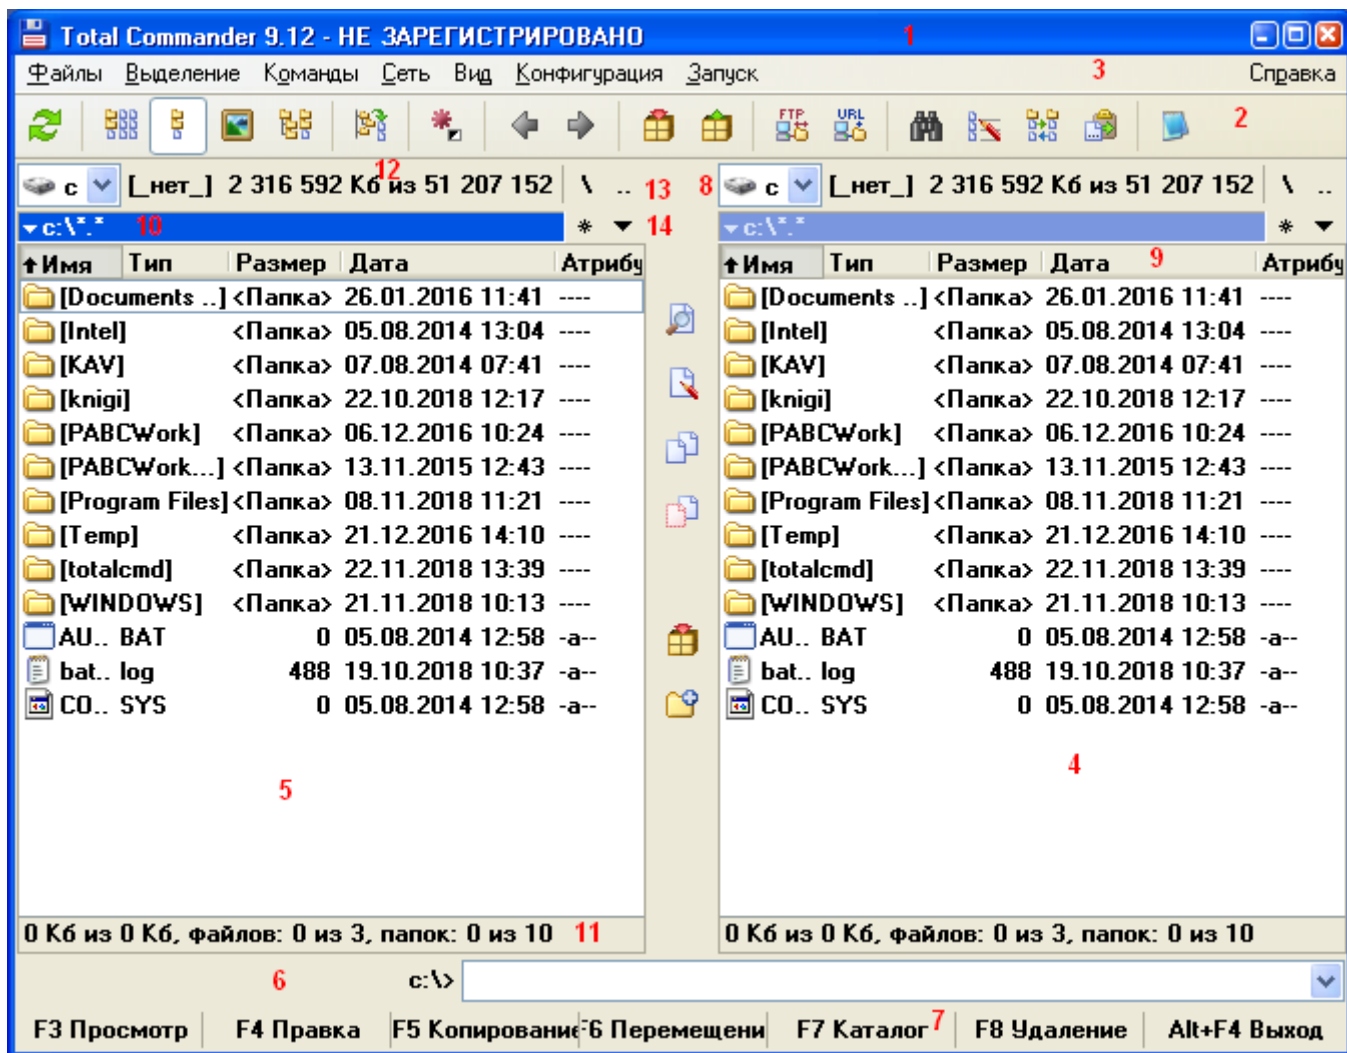 Total Commander 9.12 - НЕ ЗАРЕГИСТРИРОВАНО 1
Файлы Выделение Команды Сеть Вид Конфигурация Запуск 3 Справка
FTP URL 2
c [_нет_] 2 316 592 Кб из 51 207 152 \ .. 12 13 8 c [_нет_] 2 316 592 Кб из 51 207 152 \ ..
c:\*.* 10 * 14 c:\*.* *
Имя Тип Размер Дата Атрибу Имя Тип Размер Дата 9 Атрибу
[Documents ..] <Папка> 26.01.2016 11:41 ---- [Documents ..] <Папка> 26.01.2016 11:41 ----
[Intel] <Папка> 05.08.2014 13:04 ---- [Intel] <Папка> 05.08.2014 13:04 ----
[KAV] <Папка> 07.08.2014 07:41 ---- [KAV] <Папка> 07.08.2014 07:41 ----
[knigi] <Папка> 22.10.2018 12:17 ---- [knigi] <Папка> 22.10.2018 12:17 ----
[PABCWork] <Папка> 06.12.2016 10:24 ---- [PABCWork] <Папка> 06.12.2016 10:24 ----
[PABCWork...] <Папка> 13.11.2015 12:43 ---- [PABCWork...] <Папка> 13.11.2015 12:43 ----
[Program Files] <Папка> 08.11.2018 11:21 ---- [Program Files] <Папка> 08.11.2018 11:21 ----
[Temp] <Папка> 21.12.2016 14:10 ---- [Temp] <Папка> 21.12.2016 14:10 ----
[totalcmd] <Папка> 22.11.2018 13:39 ---- [totalcmd] <Папка> 22.11.2018 13:39 ----
[WINDOWS] <Папка> 21.11.2018 10:13 ---- [WINDOWS] <Папка> 21.11.2018 10:13 ----
AU.. BAT 0 05.08.2014 12:58 -a-- AU.. BAT 0 05.08.2014 12:58 -a--
bat.. log 488 19.10.2018 10:37 -a-- bat.. log 488 19.10.2018 10:37 -a--
CO.. SYS 0 05.08.2014 12:58 -a-- CO.. SYS 0 05.08.2014 12:58 -a--
5 4
0 Кб из 0 Кб, файлов: 0 из 3, папок: 0 из 10 11 0 Кб из 0 Кб, файлов: 0 из 3, папок: 0 из 10
6 c:\>
F3 Просмотр F4 Правка F5 Копирование F6 Перемещени F7 Каталог 7 F8 Удаление Alt+F4 Выход